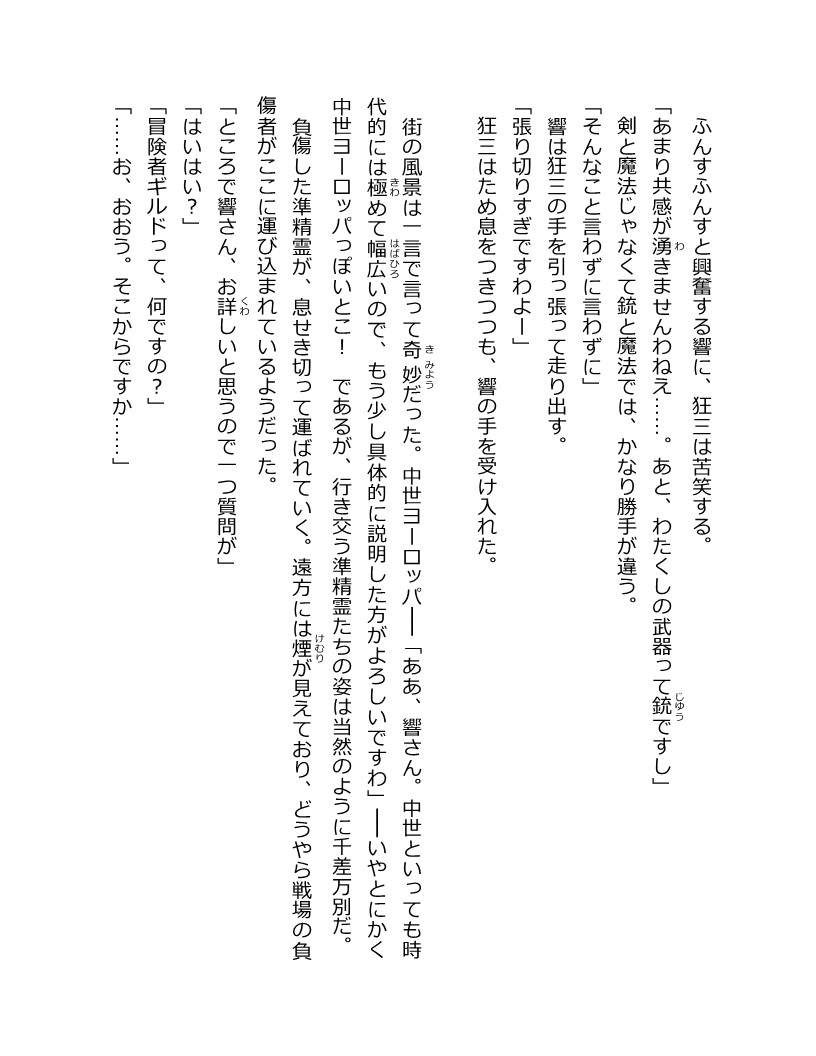 ふんすふんすと興奮する響に、狂三は苦笑する。
「あまり共感が湧きませんわねえ……。あと、わたくしの武器って銃ですし」
剣と魔法じゃなくて銃と魔法では、かなり勝手が違う。
「そんなこと言わずに言わずに」
響は狂三の手を引っ張って走り出す。
「張り切りすぎですわよー」
狂三はため息をつきつつも、響の手を受け入れた。
街の風景は一言で言って奇妙だった。中世ヨーロッパ――「ああ、響さん。中世といっても時
代的には極めて幅広いので、もう少し具体的に説明した方がよろしいですわ」――いやとにかく
中世ヨーロッパっぽいとこ！　であるが、行き交う準精霊たちの姿は当然のように千差万別だ。
負傷した準精霊が、息せき切って運ばれていく。遠方には煙が見えており、どうやら戦場の負
傷者がここに運び込まれているようだった。
「ところで響さん、お詳しいと思うので一つ質問が」
「はいはい？」
「冒険者ギルドって、何ですの？」
「……お、おおう。そこからですか……」